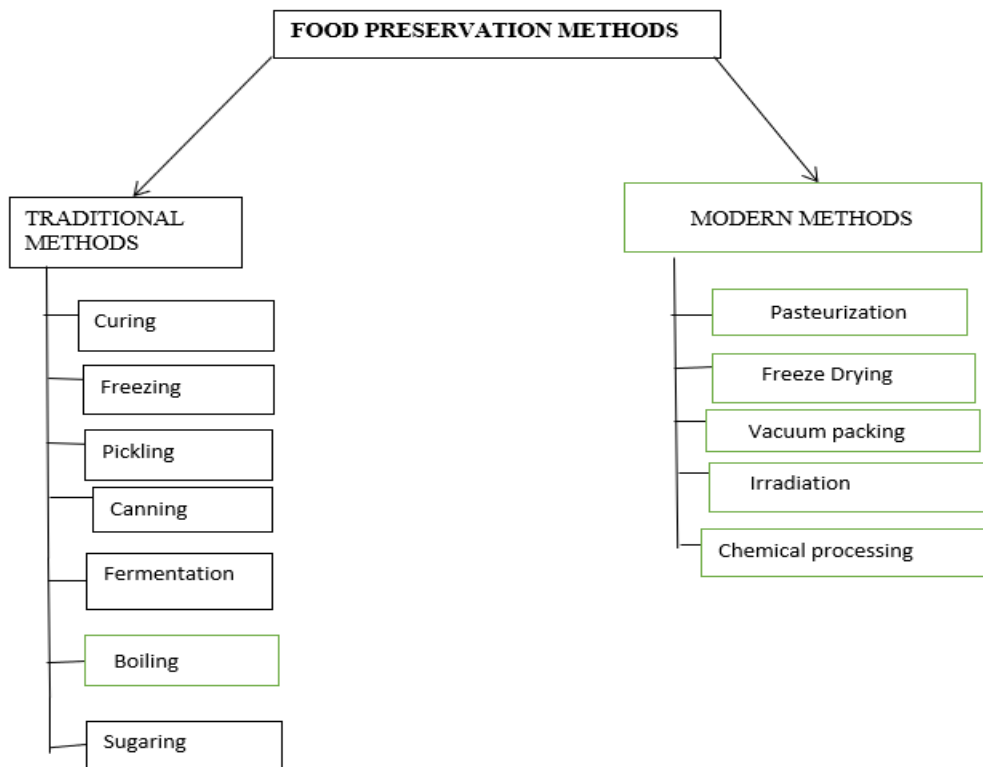 FOOD PRESERVATION METHODS
TRADITIONAL
METHODS
Curing
Freezing
Pickling
Canning
Fermentation
Boiling
Sugaring
MODERN METHODS
Pasteurization
Freeze Drying
Vacuum packing
Irradiation
Chemical processing